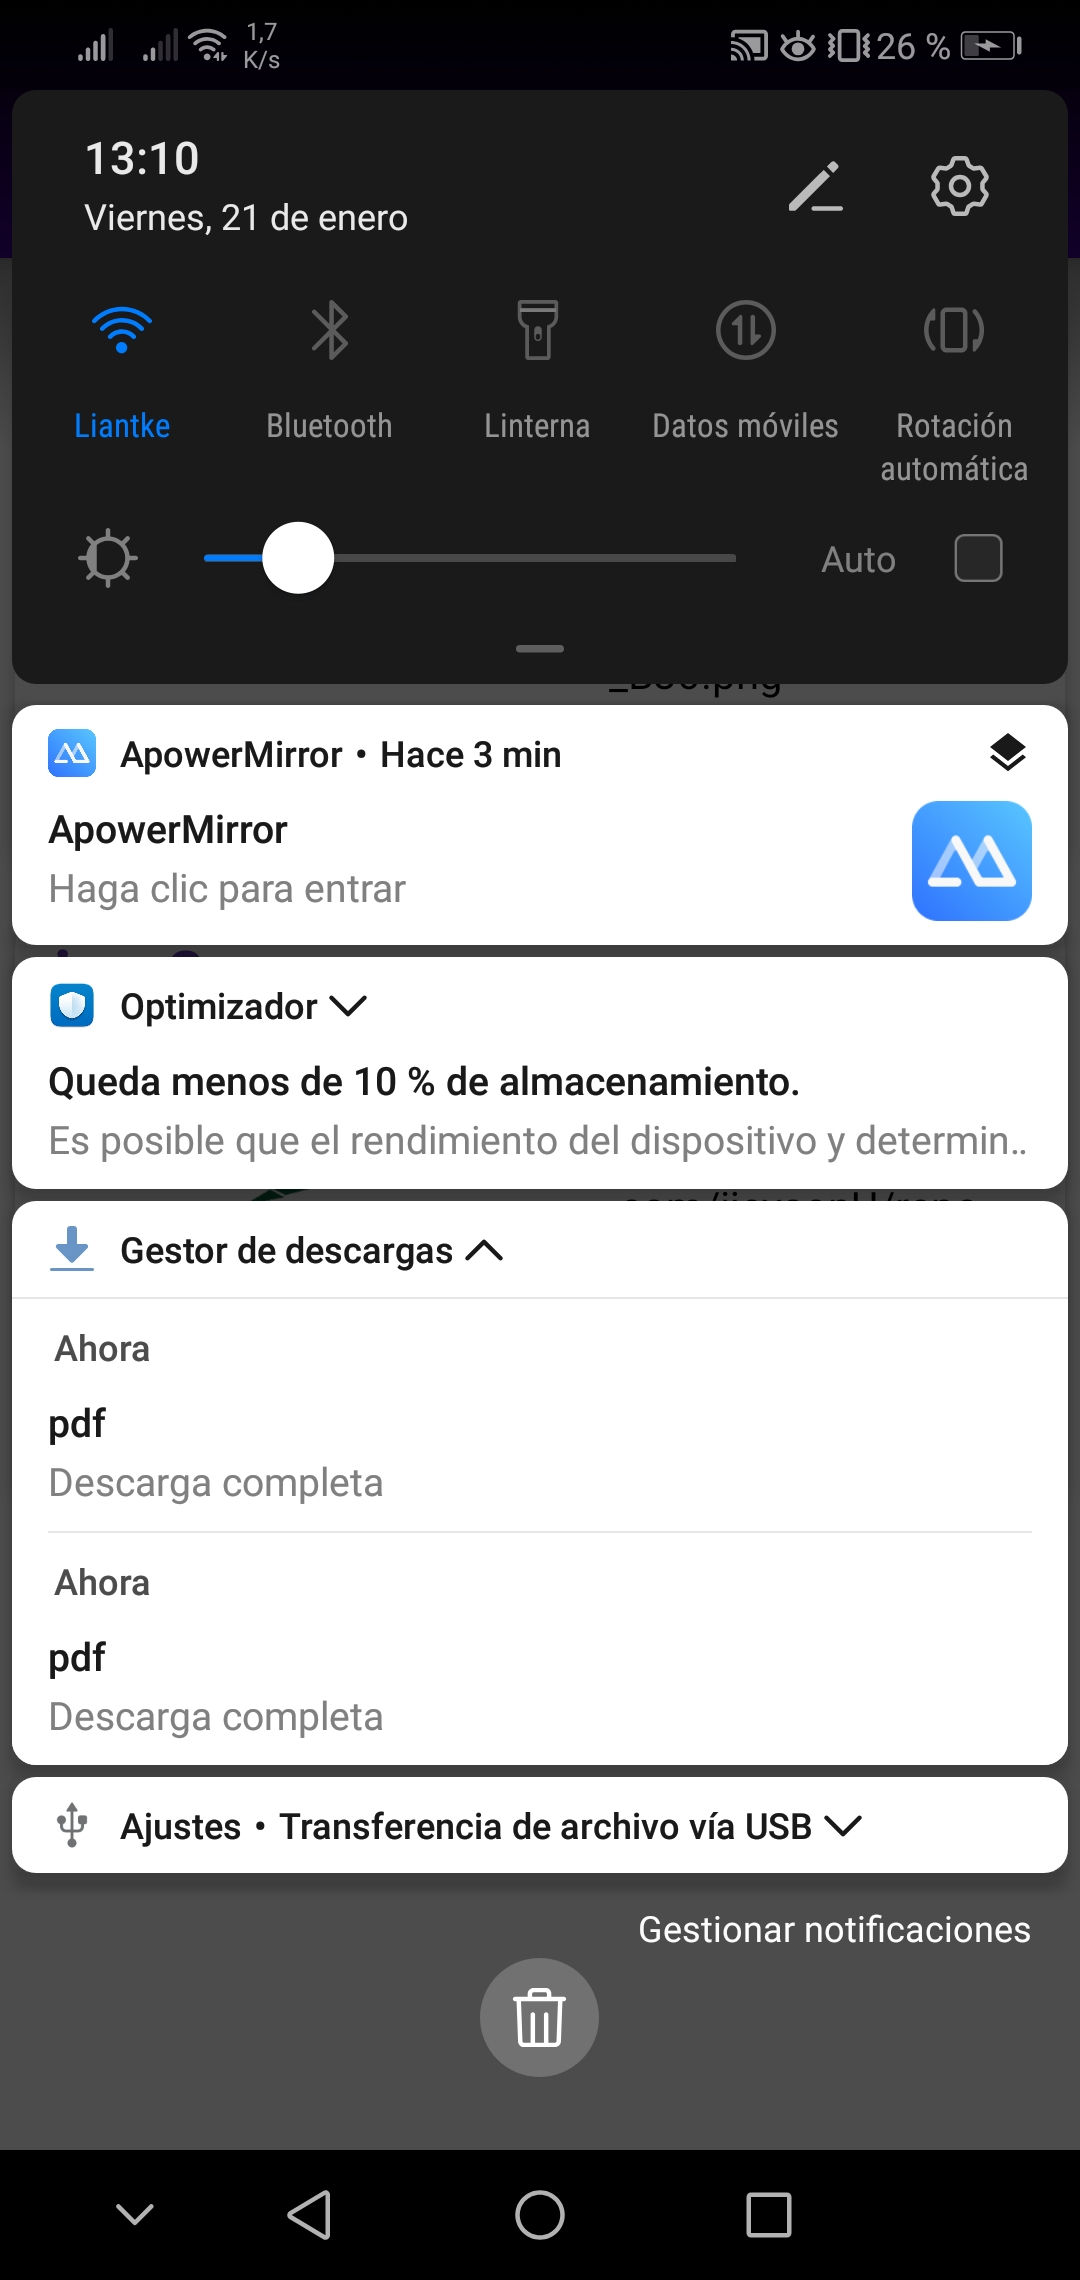 1,7
K/s
26 %
13:10
Viernes, 21 de enero
Liantke
Bluetooth
Linterna
Datos móviles
Rotación
automática
Auto
ApowerMirror • Hace 3 min
ApowerMirror
Haga clic para entrar
Optimizador
Queda menos de 10 % de almacenamiento.
Es posible que el rendimiento del dispositivo y determin..
Gestor de descargas
Ahora
pdf
Descarga completa
Ahora
pdf
Descarga completa
Ajustes • Transferencia de archivo vía USB
Gestionar notificaciones